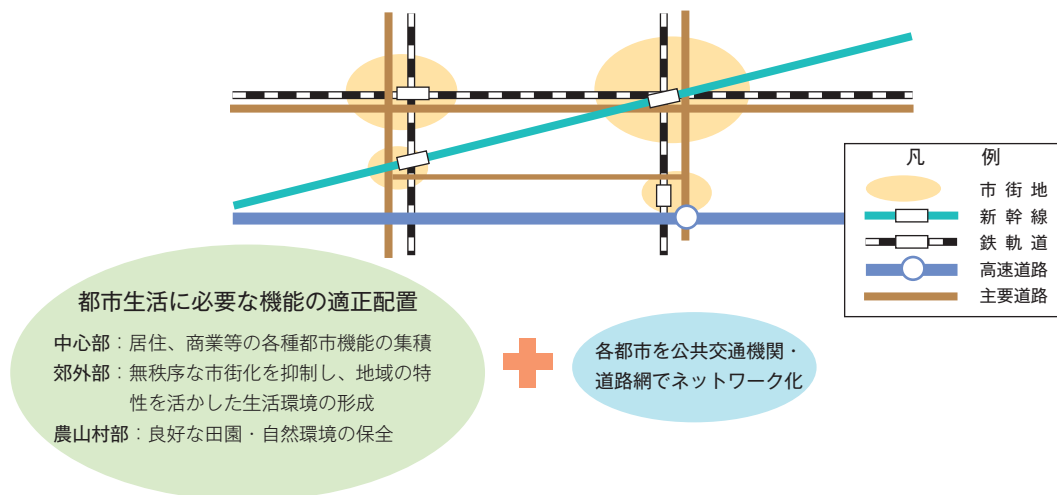 凡 例
市街地
新幹線
鉄軌道
高速道路
主要道路
都市生活に必要な機能の適正配置
中心部：居住、商業等の各種都市機能の集積
郊外部：無秩序な市街化を抑制し、地域の特
性を活かした生活環境の形成
農山村部：良好な田園・自然環境の保全
各都市を公共交通機関・
道路網でネットワーク化